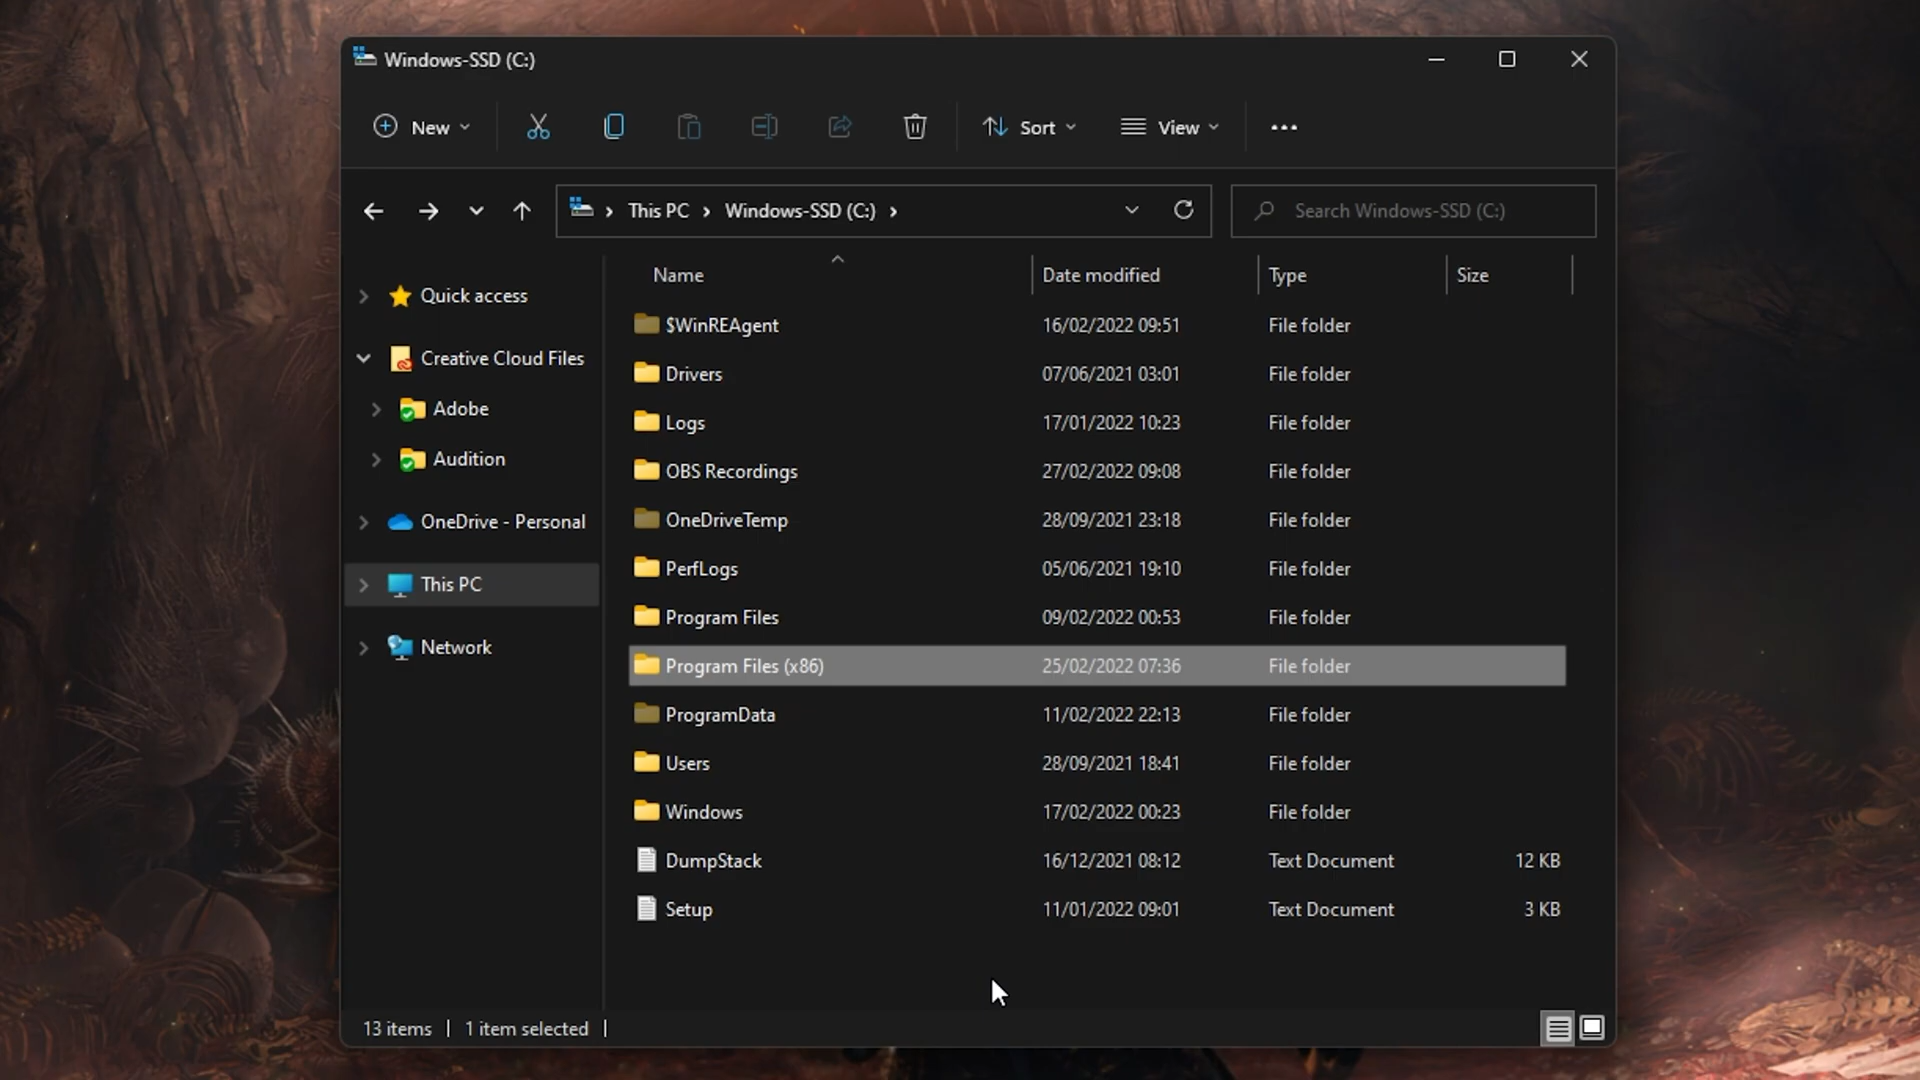 Windows-SSD (C:)
New Sort View
This PC Windows-SSD (C:) Search Windows-SSD (C:)
Quick access
Creative Cloud Files
Adobe
Audition
OneDrive - Personal
This PC
Network
Name Date modified Type Size
$WinREAgent 16/02/2022 09:51 File folder
Drivers 07/06/2021 03:01 File folder
Logs 17/01/2022 10:23 File folder
OBS Recordings 27/02/2022 09:08 File folder
OneDriveTemp 28/09/2021 23:18 File folder
PerfLogs 05/06/2021 19:10 File folder
Program Files 09/02/2022 00:53 File folder
Program Files (x86) 25/02/2022 07:36 File folder
ProgramData 11/02/2022 22:13 File folder
Users 28/09/2021 18:41 File folder
Windows 17/02/2022 00:23 File folder
DumpStack 16/12/2021 08:12 Text Document 12 KB
Setup 11/01/2022 09:01 Text Document 3 KB
13 items | 1 item selected |